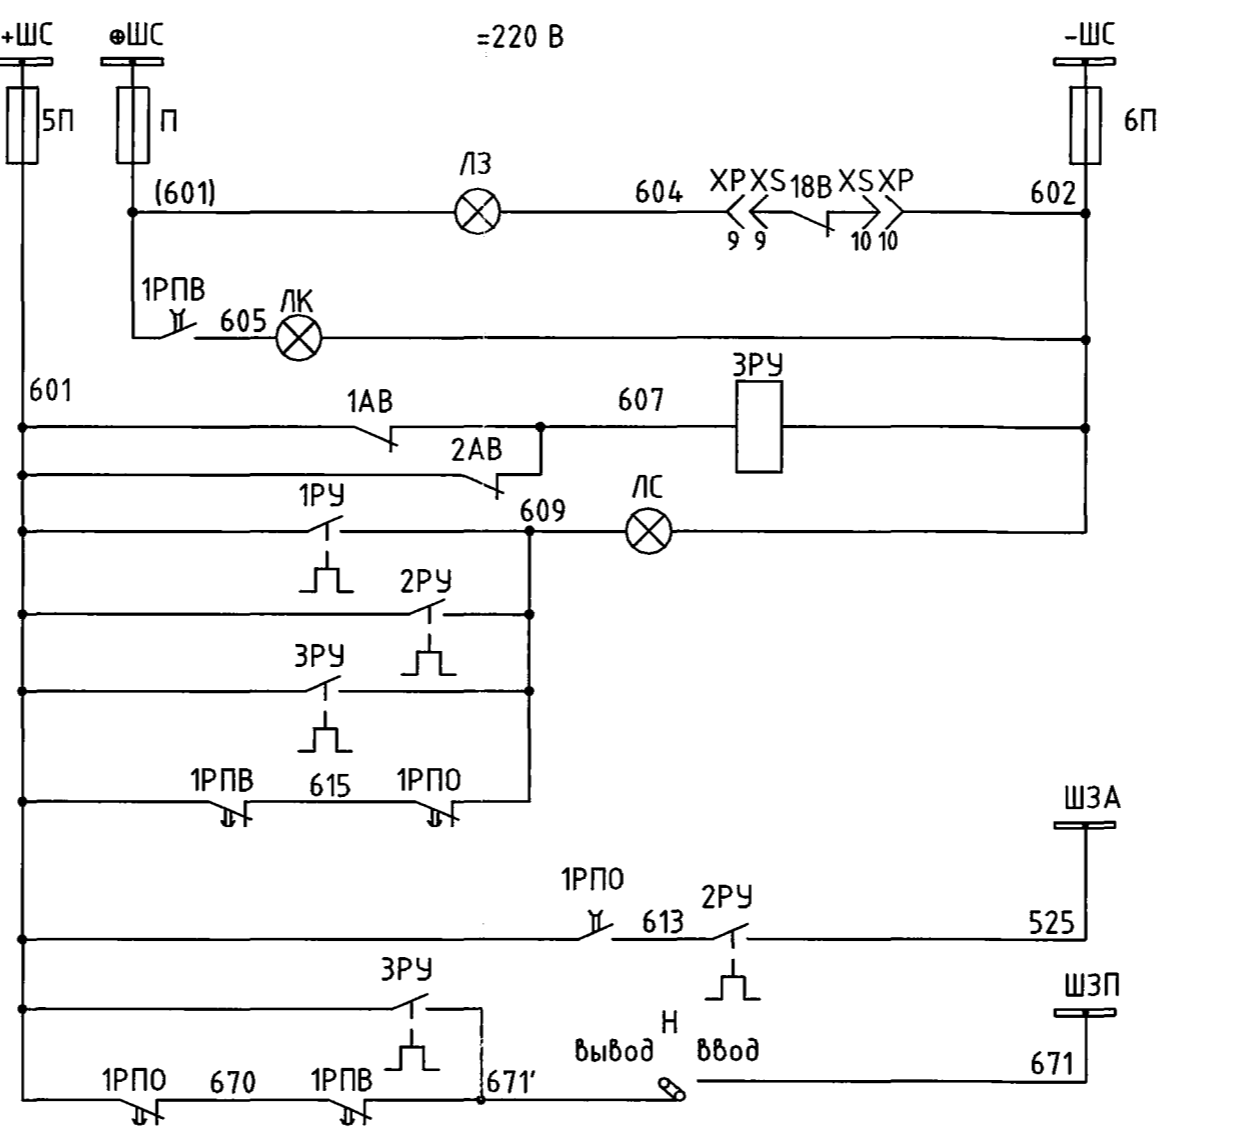 +ШС ⊕ШС =220 В -ШС
5П П 6П
(601) ЛЗ 604 XP XS 18В XS XP 602
9 9 10 10
1РПВ 605 ЛК
601 1АВ 607 3РУ
2АВ
1РУ 609 ЛС
2РУ
3РУ
1РПВ 615 1РПО
ШЗА
1РПО 613 2РУ 525
3РУ ШЗП
Н
вывод ввод
1РПО 670 1РПВ 671' 671